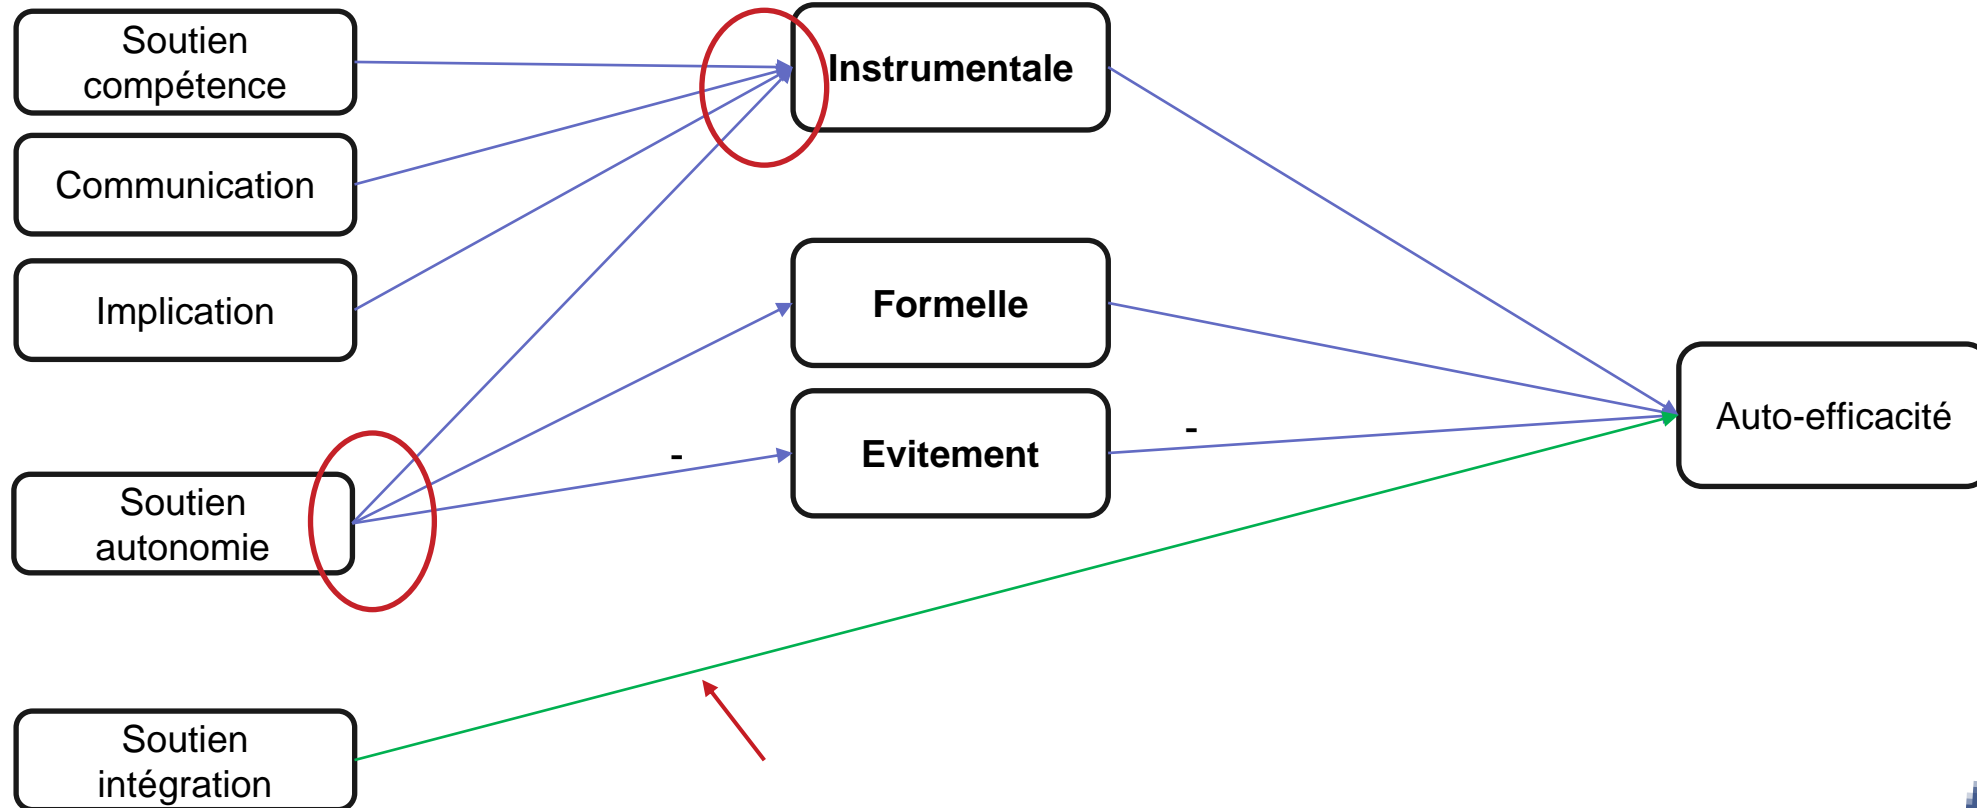 Soutien
compétence
Communication
Implication
Soutien
autonomie
Soutien
intégration
Instrumentale
Formelle
Evitement
-
-
Auto-efficacité